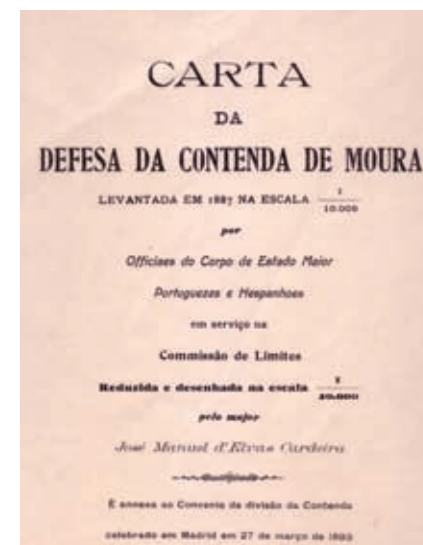 CARTA
DA
DEFESA DA CONTENDA DE MOURA
LEVANTADA EM 1887 NA ESCALA 1/10.000
por
Officiaes do Corpo de Estado Maior
Portuguezes e Hespanhoes
em serviço na
Commissão de Limites
Reduzida e desenhada na escala 1/20.000
pelo major
José Manuel d'Elvas Cardeira
É annexa ao Convenio da divisão da Contenda
celebrado em Madrid em 27 de março de 1893